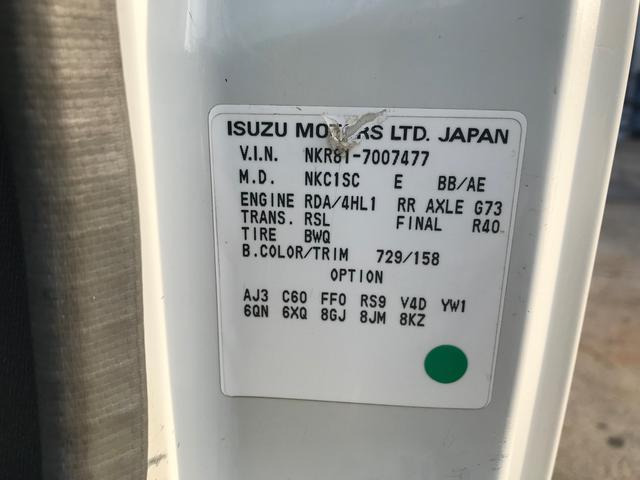 ISUZU MOTORS LTD. JAPAN
V.I.N. NKR81-7007477
M.D. NKC1SC E BB/AE
ENGINE RDA/4HL1 RR AXLE G73
TRANS. RSL FINAL R40
TIRE BWQ
B.COLOR/TRIM 729/158
OPTION
AJ3 C60 FF0 RS9 V4D YW1
6QN 6XQ 8GJ 8JM 8KZ